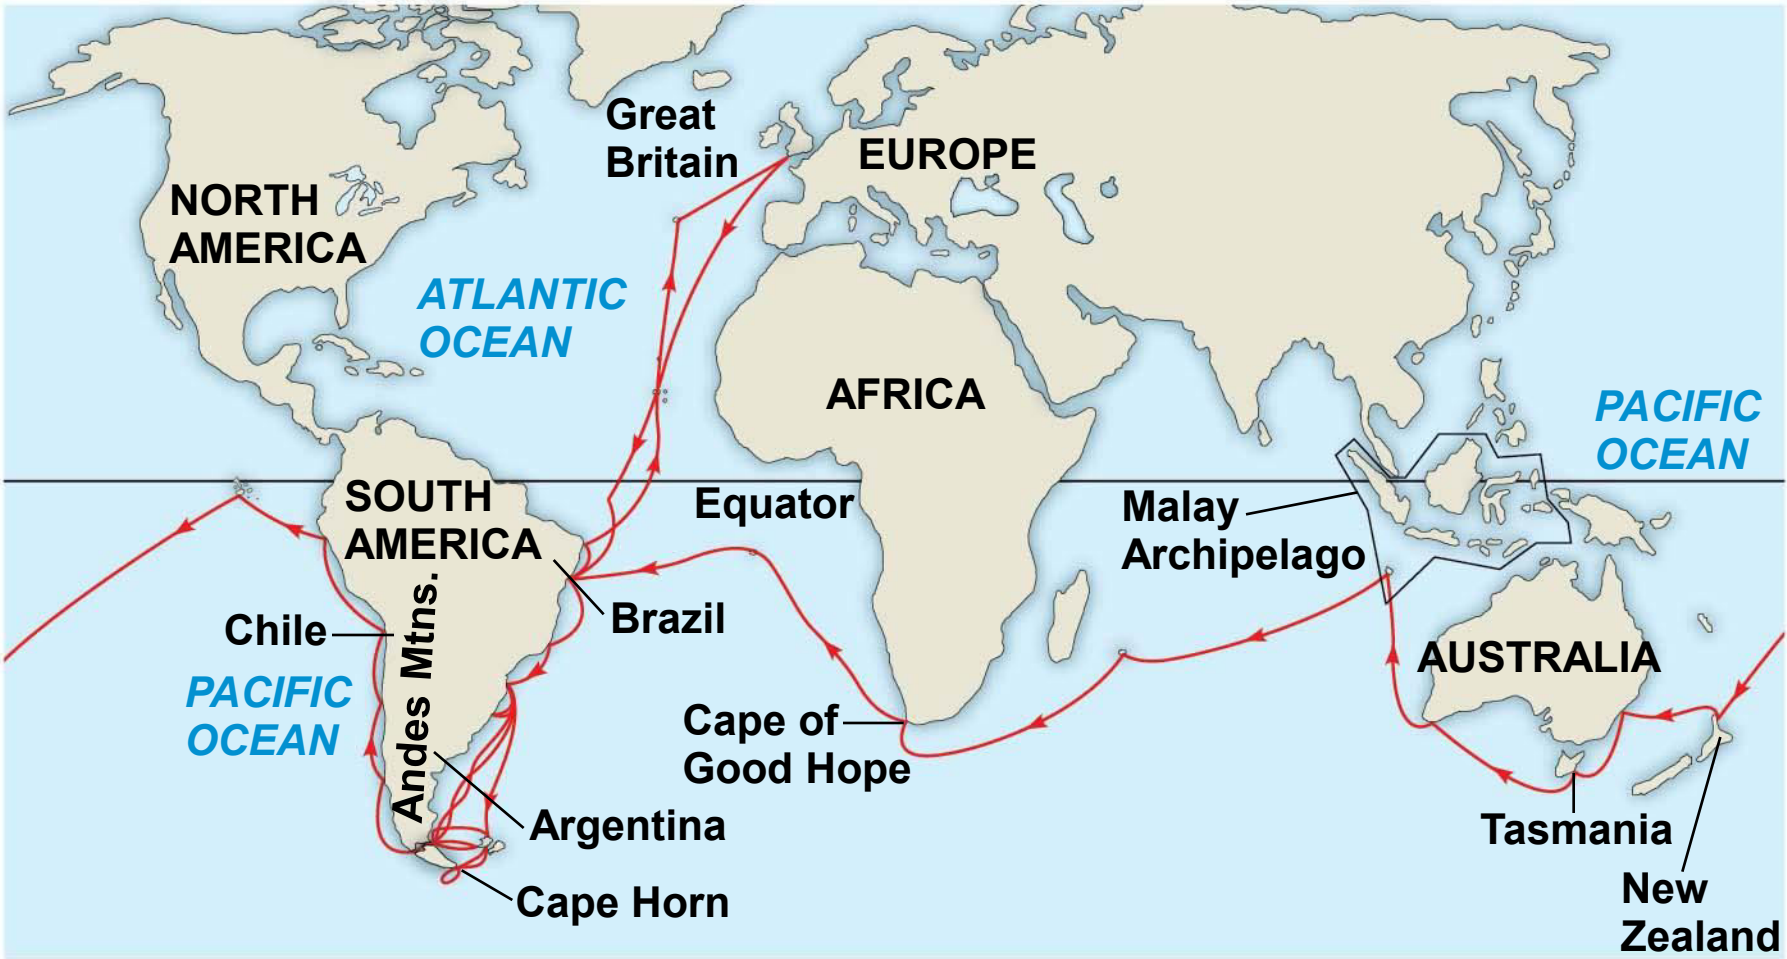 Great
Britain
EUROPE
NORTH
AMERICA
ATLANTIC
OCEAN
AFRICA
PACIFIC
OCEAN
SOUTH
AMERICA
Equator
Malay
Archipelago
Chile
Andes Mtns.
Brazil
AUSTRALIA
PACIFIC
OCEAN
Cape of
Good Hope
Argentina
Tasmania
Cape Horn
New
Zealand